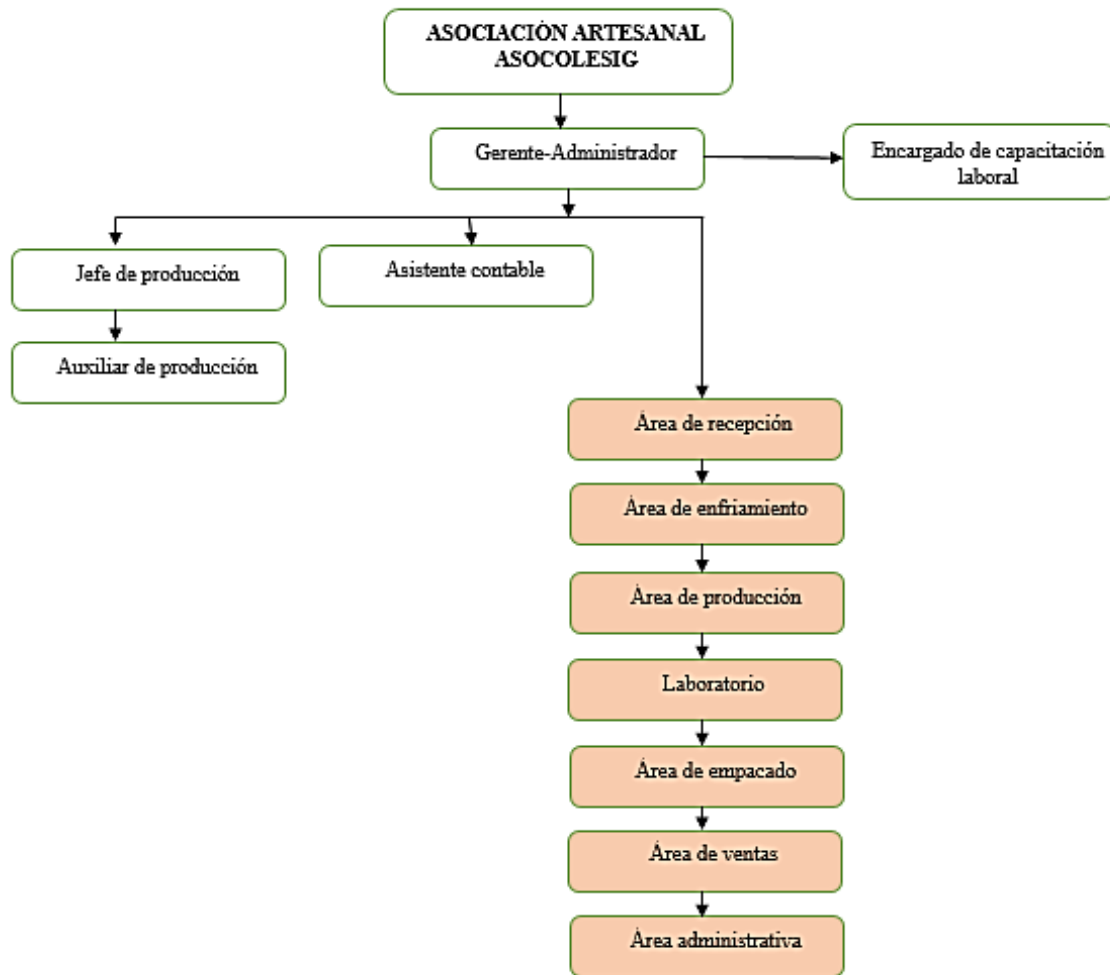 ASOCIACIÓN ARTESANAL
ASOCOLESIG
Gerente-Administrador
Encargado de capacitación
laboral
Jefe de producción
Asistente contable
Auxiliar de producción
Área de recepción
Área de enfriamiento
Área de producción
Laboratorio
Área de empacado
Área de ventas
Área administrativa